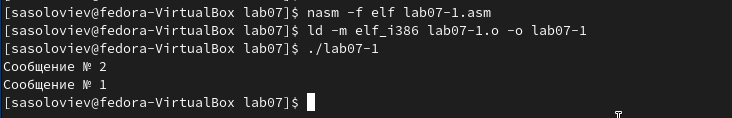 [sasoloviev@fedora-VirtualBox lab07]$ nasm -f elf lab07-1.asm
[sasoloviev@fedora-VirtualBox lab07]$ ld -m elf_i386 lab07-1.o -o lab07-1
[sasoloviev@fedora-VirtualBox lab07]$ ./lab07-1
Сообщение № 2
Сообщение № 1
[sasoloviev@fedora-VirtualBox lab07]$